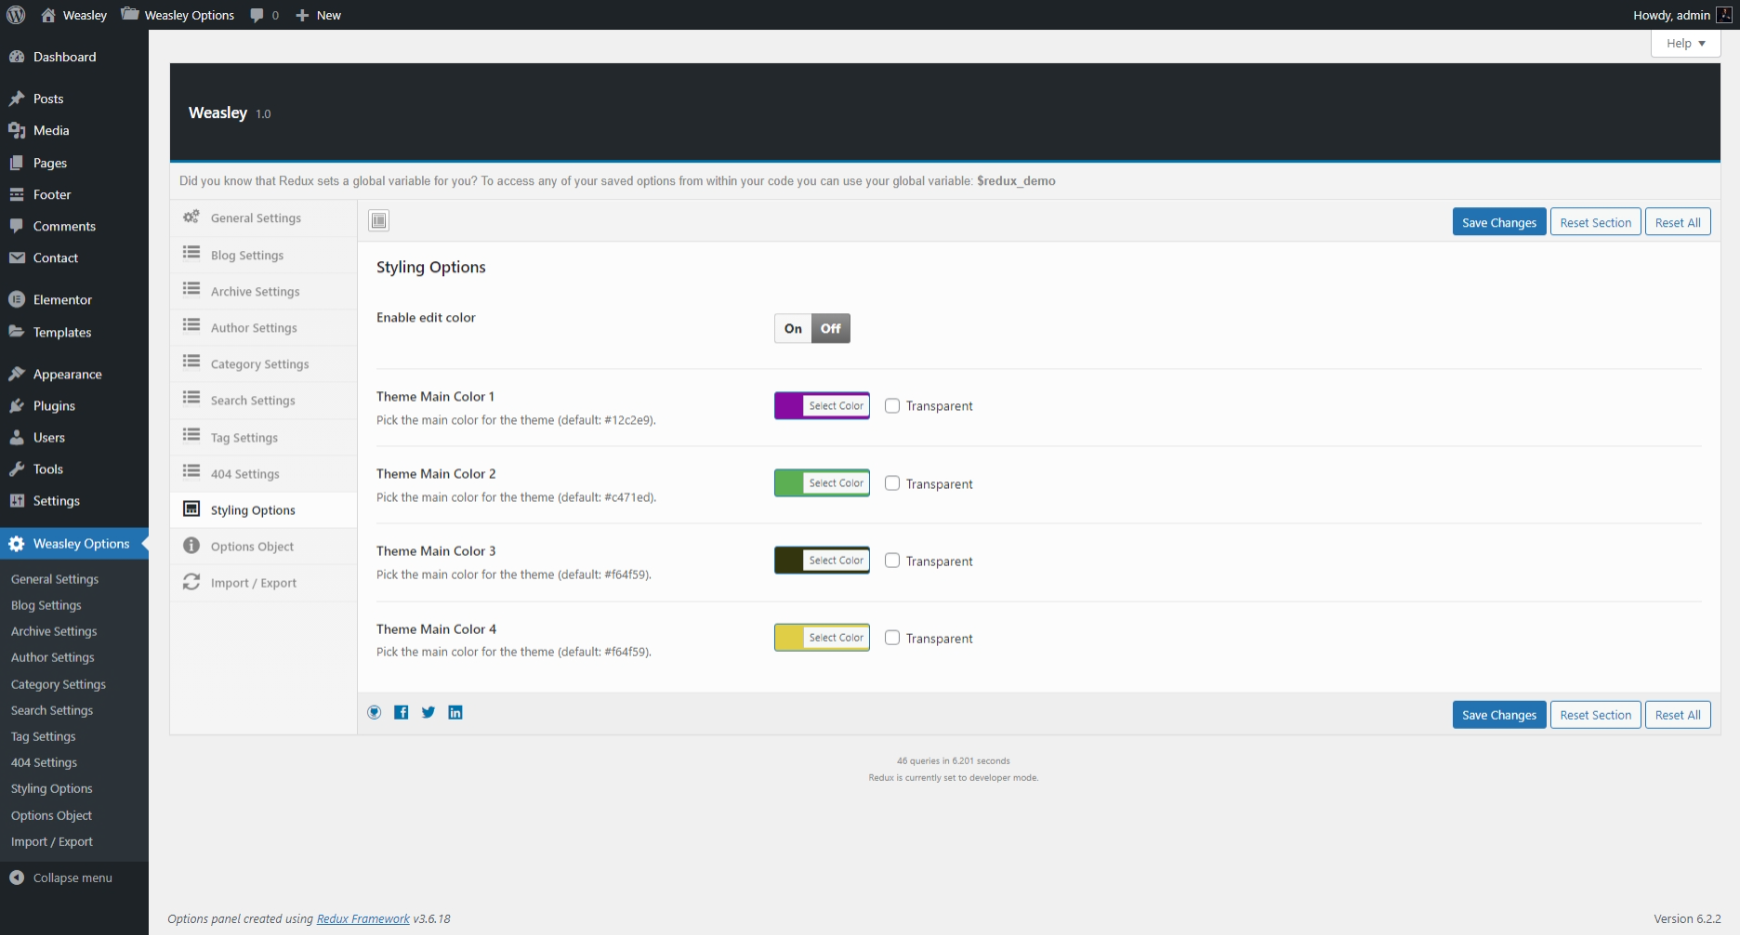 Weasley
Weasley Options
0
New
Howdy, admin
Help
Dashboard
Posts
Media
Pages
Footer
Comments
Contact
Elementor
Templates
Appearance
Plugins
Users
Tools
Settings
Weasley Options
General Settings
Blog Settings
Archive Settings
Author Settings
Category Settings
Search Settings
Tag Settings
404 Settings
Styling Options
Options Object
Import / Export
Collapse menu
Weasley 1.0
Did you know that Redux sets a global variable for you? To access any of your saved options from within your code you can use your global variable: $redux_demo
General Settings
Blog Settings
Archive Settings
Author Settings
Category Settings
Search Settings
Tag Settings
404 Settings
Styling Options
Options Object
Import / Export
Save Changes
Reset Section
Reset All
Styling Options
Enable edit color
On Off
Theme Main Color 1
Pick the main color for the theme (default: #12c2e9).
Select Color
Transparent
Theme Main Color 2
Pick the main color for the theme (default: #c471ed).
Select Color
Transparent
Theme Main Color 3
Pick the main color for the theme (default: #f64f59).
Select Color
Transparent
Theme Main Color 4
Pick the main color for the theme (default: #f64f59).
Select Color
Transparent
Save Changes
Reset Section
Reset All
46 queries in 6.201 seconds
Redux is currently set to developer mode.
Options panel created using Redux Framework v3.6.18
Version 6.2.2